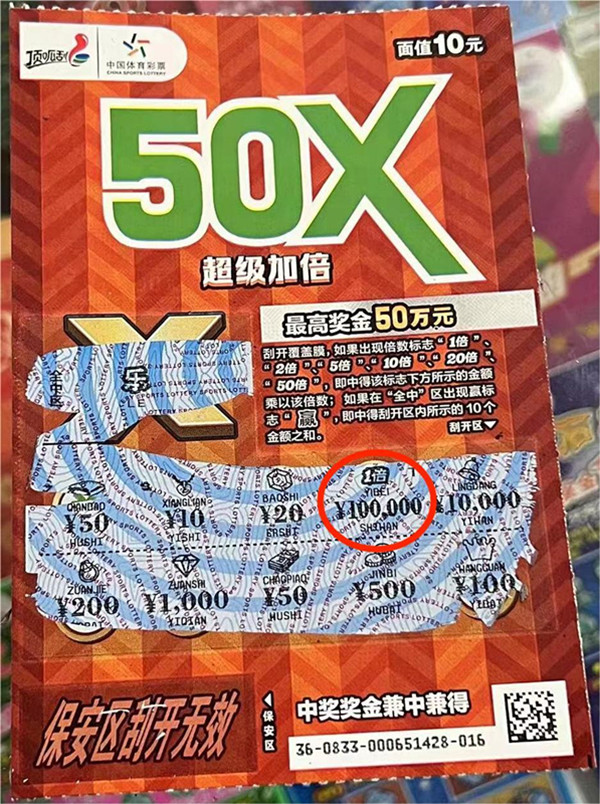 顶呱刮
中国体育彩票
CHINA SPORTS LOTTERY
面值10元
50X
超级加倍
最高奖金50万元
刮开覆盖膜,如果出现倍数标志“1倍”、
“2倍”、“5倍”、“10倍”、“20倍”、
“50倍”,即中得该标志下方所示的金额
乘以该倍数;如果在“全中”区出现赢标
志“赢”,即中得刮开区内所示的10个
金额之和。
刮开区
全中区
乐
QIANDAO
¥50
WUSHI
XIANGLIAN
¥10
YISHI
BAOSHI
¥20
ERSHI
1倍
YIBEI
¥100,000
SHIWAN
LINGDANG
¥10,000
YIWAN
ZUANJIE
¥200
ZUANSHI
¥1,000
YIQIAN
CHAOPIAO
¥50
WUSHI
JINBI
¥500
WUBAI
HANGGUAN
¥100
YIBAI
保安区刮开无效
保安区
中奖奖金兼中兼得
36-0833-000651428-016